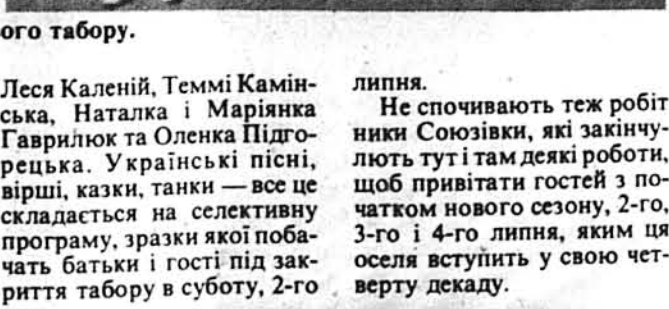 ого табору.
Леся Каленій, Теммі Камін-
ська, Наталка і Маріянка
Гаврилюк та Оленка Підго-
рецька. Українські пісні,
вірші, казки, танки — все це
складається на селективну
програму, зразки якої поба-
чать батьки і гості під зак-
риття табору в суботу, 2-го
липня.
Не спочивають теж робіт
ники Союзівки, які закінчу-
лють тут і там деякі роботи,
щоб привітати гостей з по-
чатком нового сезону, 2-го,
3-го і 4-го липня, яким ця
оселя вступить у свою чет-
верту декаду.